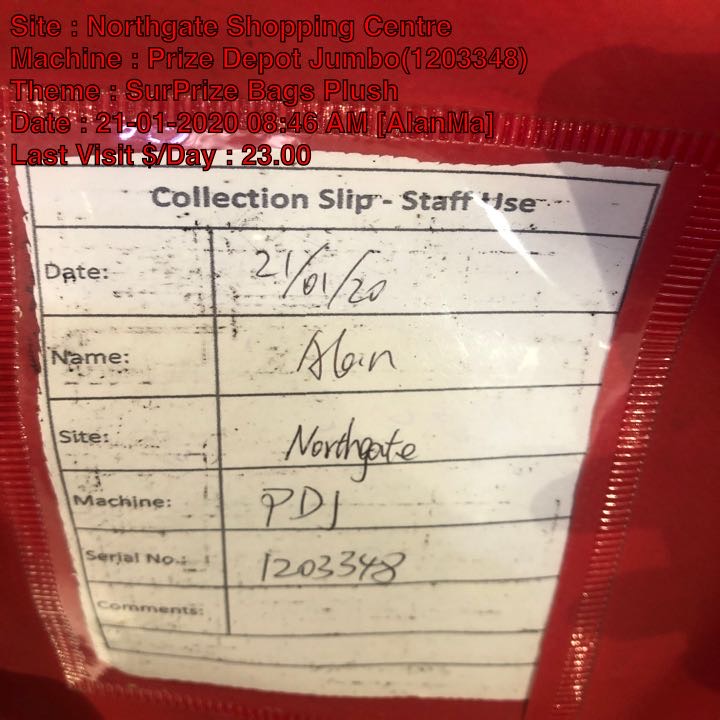 Site : Northgate Shopping Centre
Machine : Prize Depot Jumbo(1203348)
Theme : SurPrize Bags Plush
Date : 21-01-2020 08:46 AM [AlanMa]
Last Visit $/Day : 23.00
Collection Slip - Staff Use
Date: 21/01/20
Name: Alan
Site: Northgate
Machine: PDJ
Serial No.: 1203348
Comments: